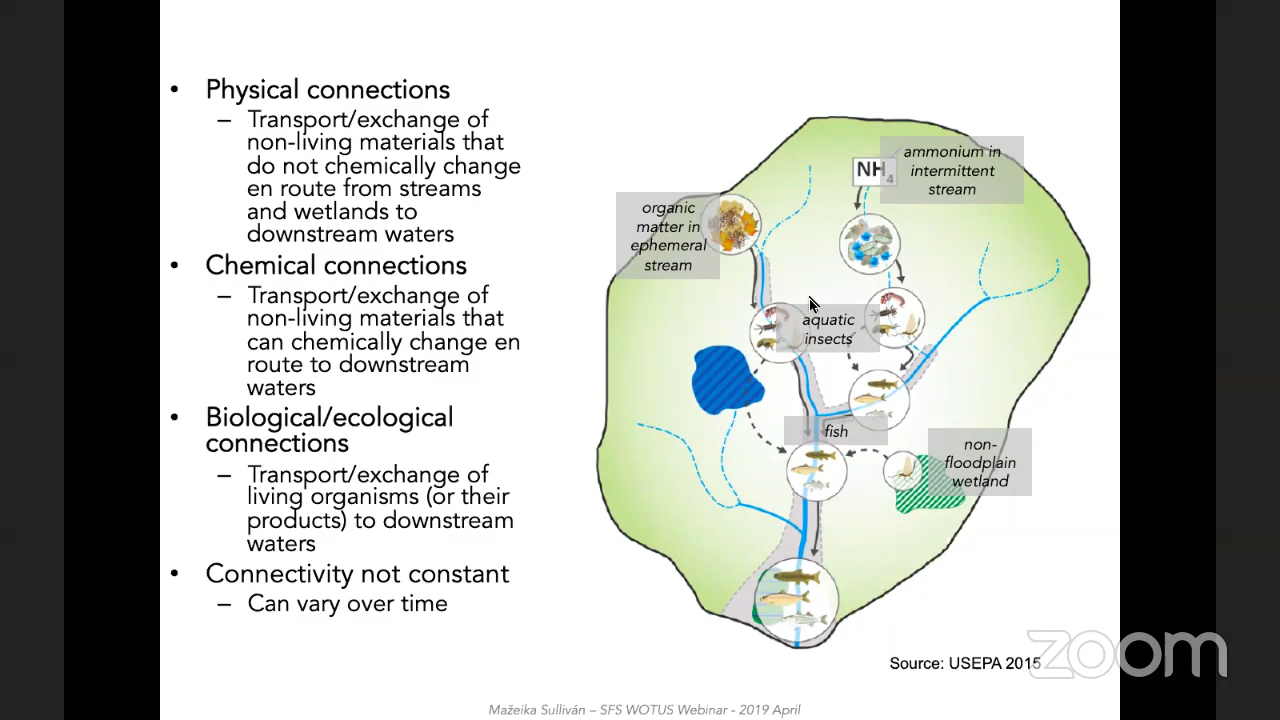 • Physical connections
– Transport/exchange of
non-living materials that
do not chemically change
en route from streams
and wetlands to
downstream waters
• Chemical connections
– Transport/exchange of
non-living materials that
can chemically change en
route to downstream
waters
• Biological/ecological
connections
– Transport/exchange of
living organisms (or their
products) to downstream
waters
• Connectivity not constant
– Can vary over time
NH4
ammonium in
intermittent
stream
organic
matter in
ephemeral
stream
aquatic
insects
fish
non-
floodplain
wetland
Source: USEPA 2015
zoom
Mažeika Sulliván – SFS WOTUS Webinar - 2019 April